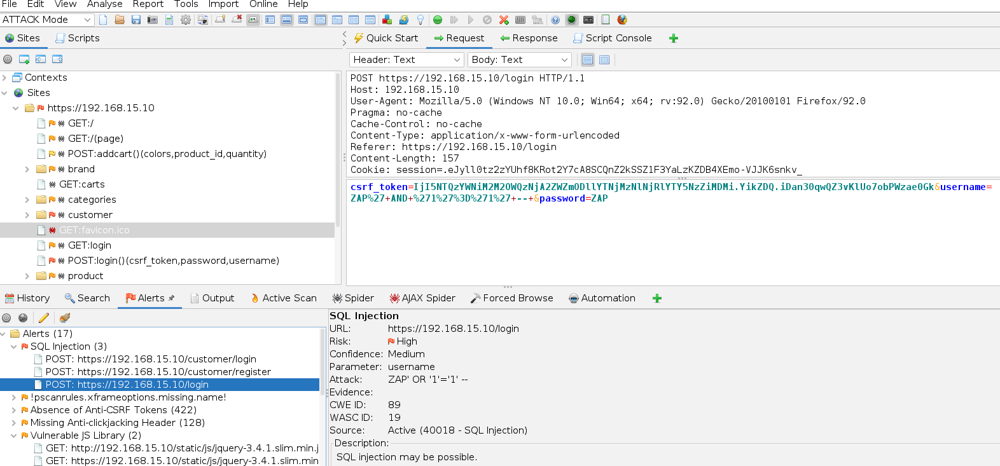 File Edit View Analyse Report Tools Import Online Help
ATTACK Mode
Sites Scripts
Quick Start Request Response Script Console
Header: Text Body: Text
Contexts
Sites
https://192.168.15.10
GET:/
GET:/(page)
POST:addcart()(colors,product_id,quantity)
brand
GET:carts
categories
customer
GET:favicon.ico
GET:login
POST:login()(csrf_token,password,username)
product
POST https://192.168.15.10/login HTTP/1.1
Host: 192.168.15.10
User-Agent: Mozilla/5.0 (Windows NT 10.0; Win64; x64; rv:92.0) Gecko/20100101 Firefox/92.0
Pragma: no-cache
Cache-Control: no-cache
Content-Type: application/x-www-form-urlencoded
Referer: https://192.168.15.10/login
Content-Length: 157
Cookie: session=.eJyll0tz2zYUhf8KRot2Y7cA8SCQnZ2kSSZ1F3YaLzKZDB4XEmo-VJJK6snkv_
csrf_token=IjI5NTQzYWNiM2M2OWQzNjA2ZWZmODllYTNjMzNlNjRlYTY5NzZiMDMi.YikZDQ.iDan30qwQZ3vKlUo7obPWzae0Gk&username=
ZAP%27+AND+%271%27%3D%271%27+--+&password=ZAP
History Search Alerts Output Active Scan Spider AJAX Spider Forced Browse Automation
Alerts (17)
SQL Injection (3)
POST: https://192.168.15.10/customer/login
POST: https://192.168.15.10/customer/register
POST: https://192.168.15.10/login
!pscanrules.xframeoptions.missing.name!
Absence of Anti-CSRF Tokens (422)
Missing Anti-clickjacking Header (128)
Vulnerable JS Library (2)
GET: http://192.168.15.10/static/js/jquery-3.4.1.slim.min.j
GET: https://192.168.15.10/static/js/jquery-3.4.1.slim.min
SQL Injection
URL: https://192.168.15.10/login
Risk: High
Confidence: Medium
Parameter: username
Attack: ZAP' OR '1'='1' --
Evidence:
CWE ID: 89
WASC ID: 19
Source: Active (40018 - SQL Injection)
Description:
SQL injection may be possible.